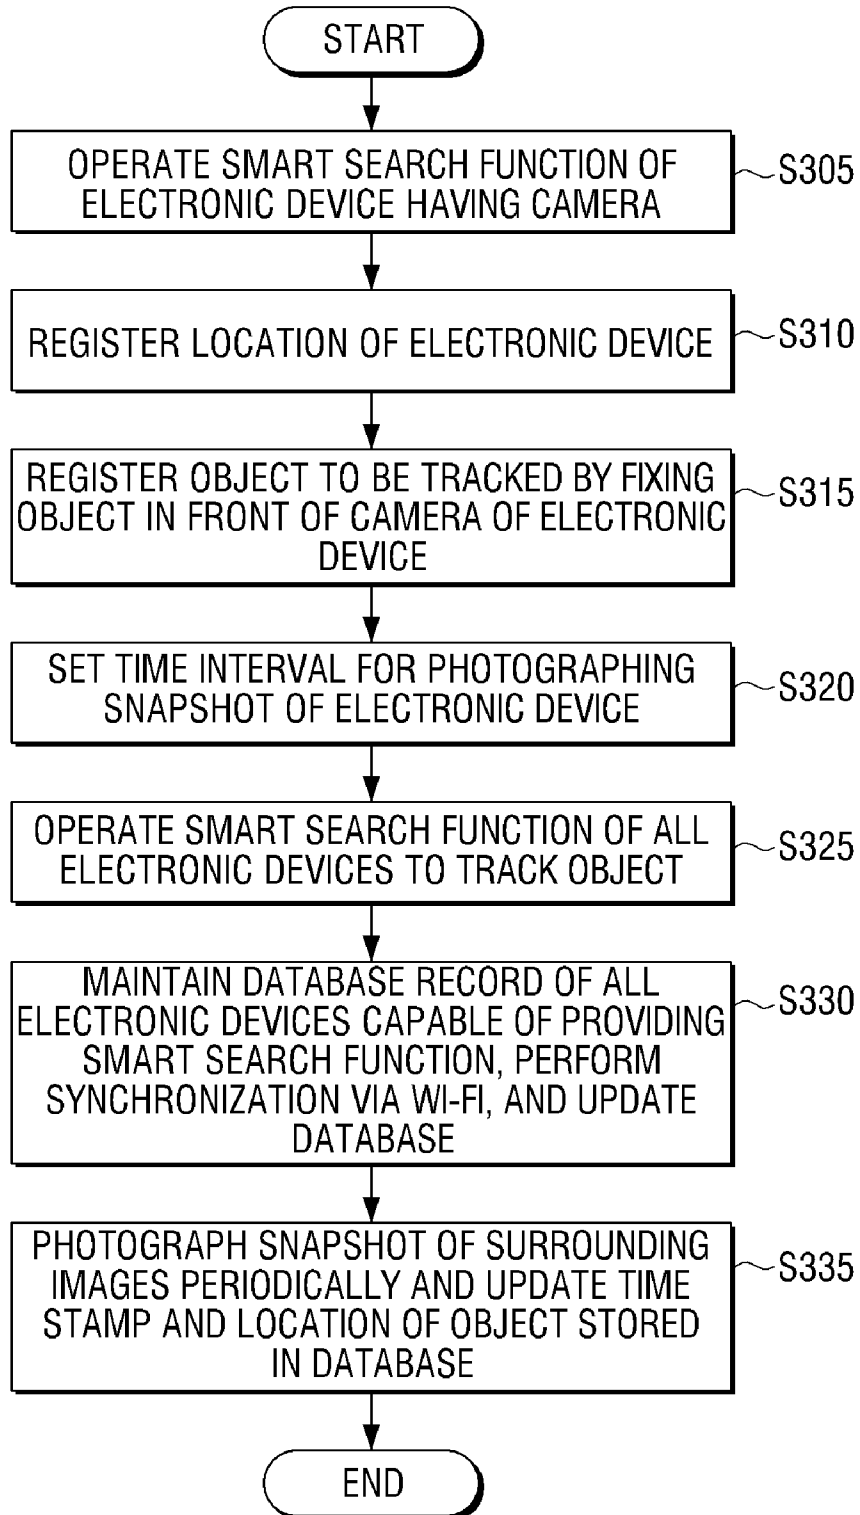 START
OPERATE SMART SEARCH FUNCTION OF
ELECTRONIC DEVICE HAVING CAMERA
S305
REGISTER LOCATION OF ELECTRONIC DEVICE
S310
REGISTER OBJECT TO BE TRACKED BY FIXING
OBJECT IN FRONT OF CAMERA OF ELECTRONIC
DEVICE
S315
SET TIME INTERVAL FOR PHOTOGRAPHING
SNAPSHOT OF ELECTRONIC DEVICE
S320
OPERATE SMART SEARCH FUNCTION OF ALL
ELECTRONIC DEVICES TO TRACK OBJECT
S325
MAINTAIN DATABASE RECORD OF ALL
ELECTRONIC DEVICES CAPABLE OF PROVIDING
SMART SEARCH FUNCTION, PERFORM
SYNCHRONIZATION VIA WI-FI, AND UPDATE
DATABASE
S330
PHOTOGRAPH SNAPSHOT OF SURROUNDING
IMAGES PERIODICALLY AND UPDATE TIME
STAMP AND LOCATION OF OBJECT STORED
IN DATABASE
S335
END